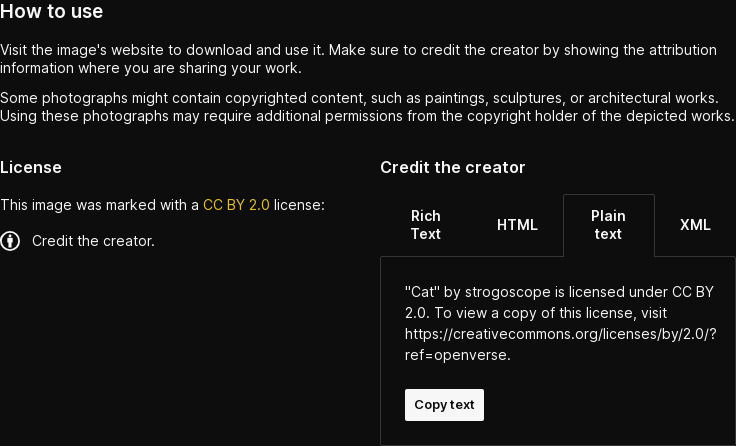 How to use
Visit the image's website to download and use it. Make sure to credit the creator by showing the attribution
information where you are sharing your work.
Some photographs might contain copyrighted content, such as paintings, sculptures, or architectural works.
Using these photographs may require additional permissions from the copyright holder of the depicted works.
License
This image was marked with a CC BY 2.0 license:
Credit the creator.
Credit the creator
Rich
Text
HTML
Plain
text
XML
"Cat" by strogoscope is licensed under CC BY
2.0. To view a copy of this license, visit
https://creativecommons.org/licenses/by/2.0/?
ref=openverse.
Copy text